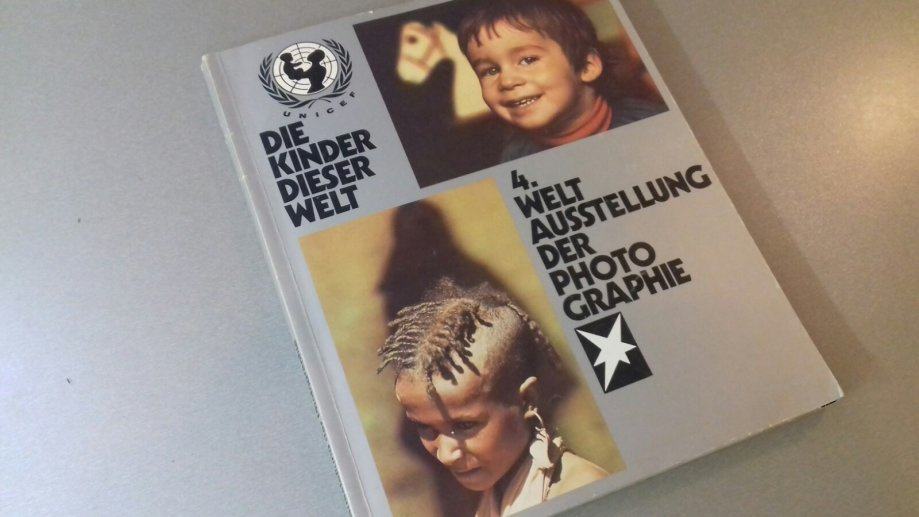 UNICEF
DIE
KINDER
DIESER
WELT
4.
WELT
AUSSTELLUNG
DER
PHOTO
GRAPHIE